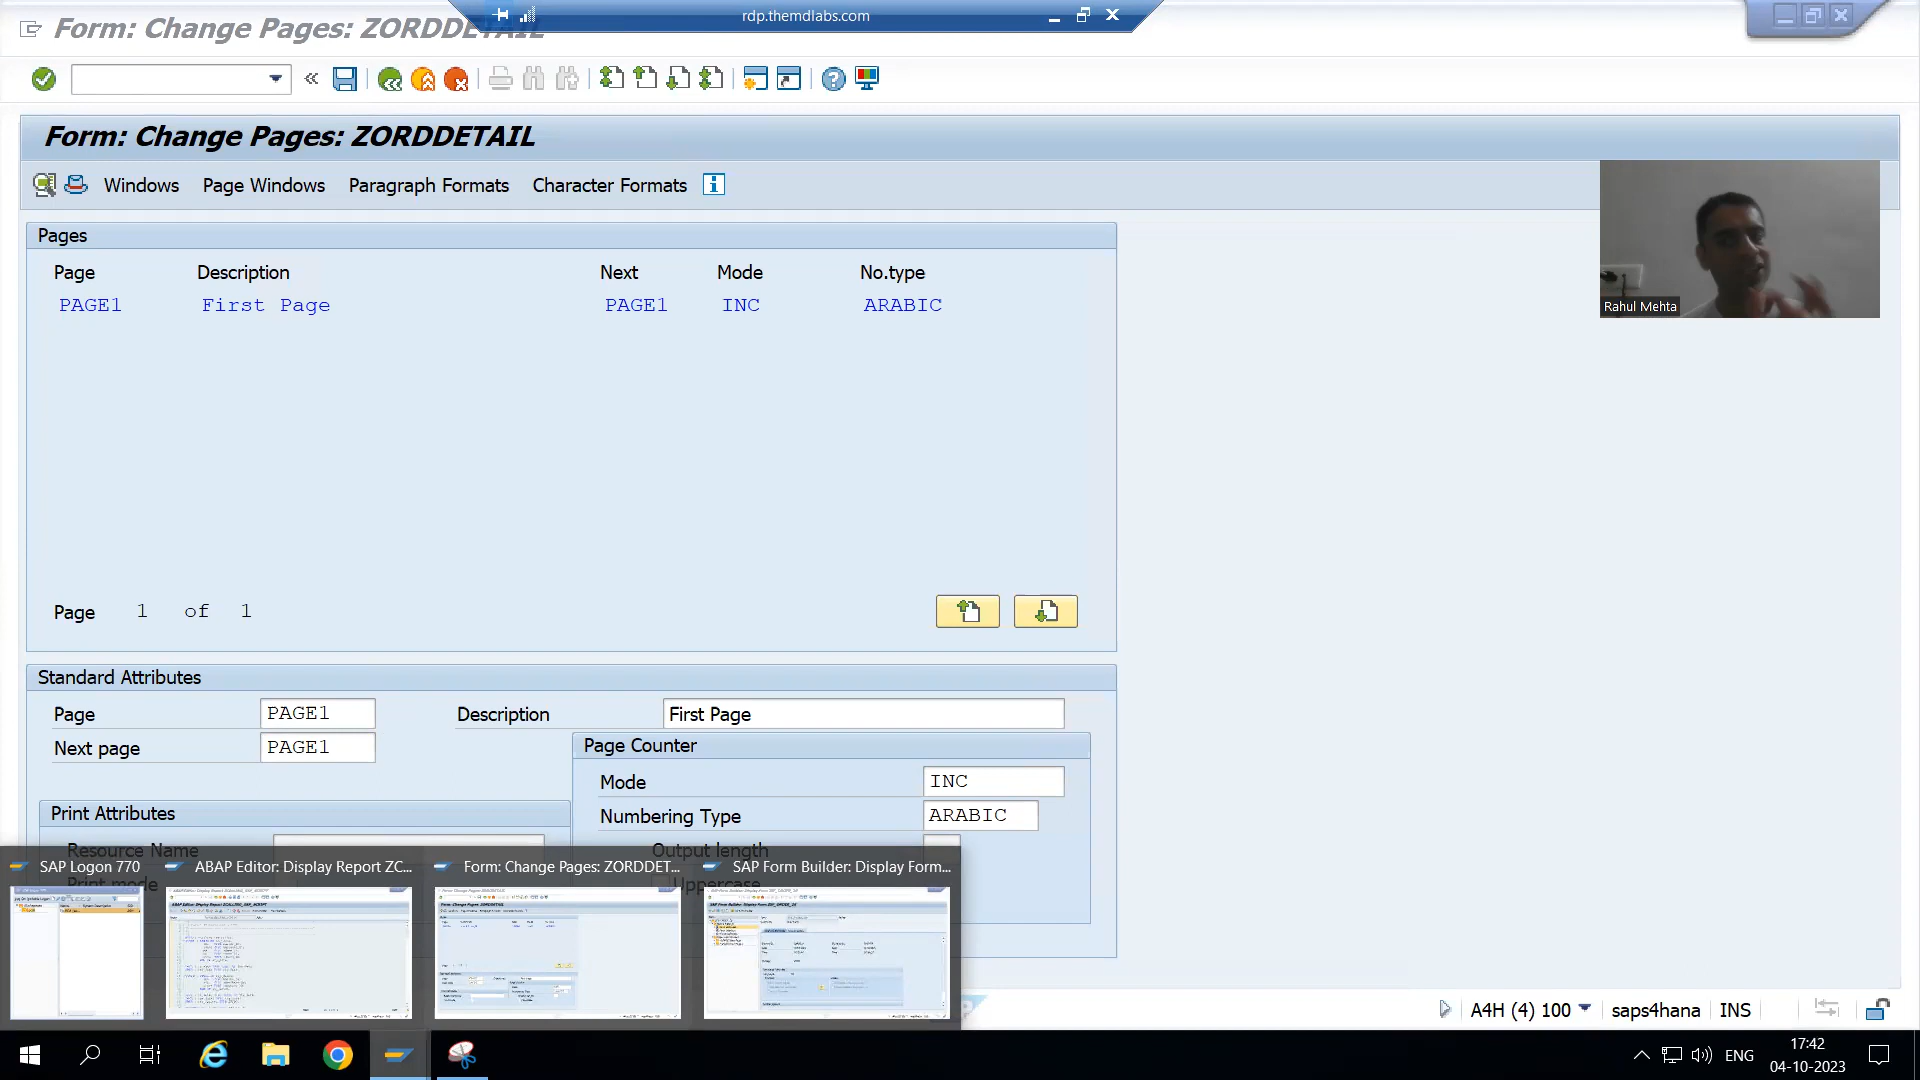 rdp.themdlabs.com
Form: Change Pages: ZORDDETAIL
Form: Change Pages: ZORDDETAIL
Windows Page Windows Paragraph Formats Character Formats
Rahul Mehta
Pages
Page Description Next Mode No.type
PAGE1 First Page PAGE1 INC ARABIC
Page 1 of 1
Standard Attributes
Page PAGE1 Description First Page
Next page PAGE1
Page Counter
Mode INC
Numbering Type ARABIC
Output length
Uppercase
Print Attributes
Resource Name
Print mode
SAP Logon 770
ABAP Editor: Display Report ZC...
Form: Change Pages: ZORDDET...
SAP Form Builder: Display Form...
A4H (4) 100 saps4hana INS
ENG
17:42
04-10-2023